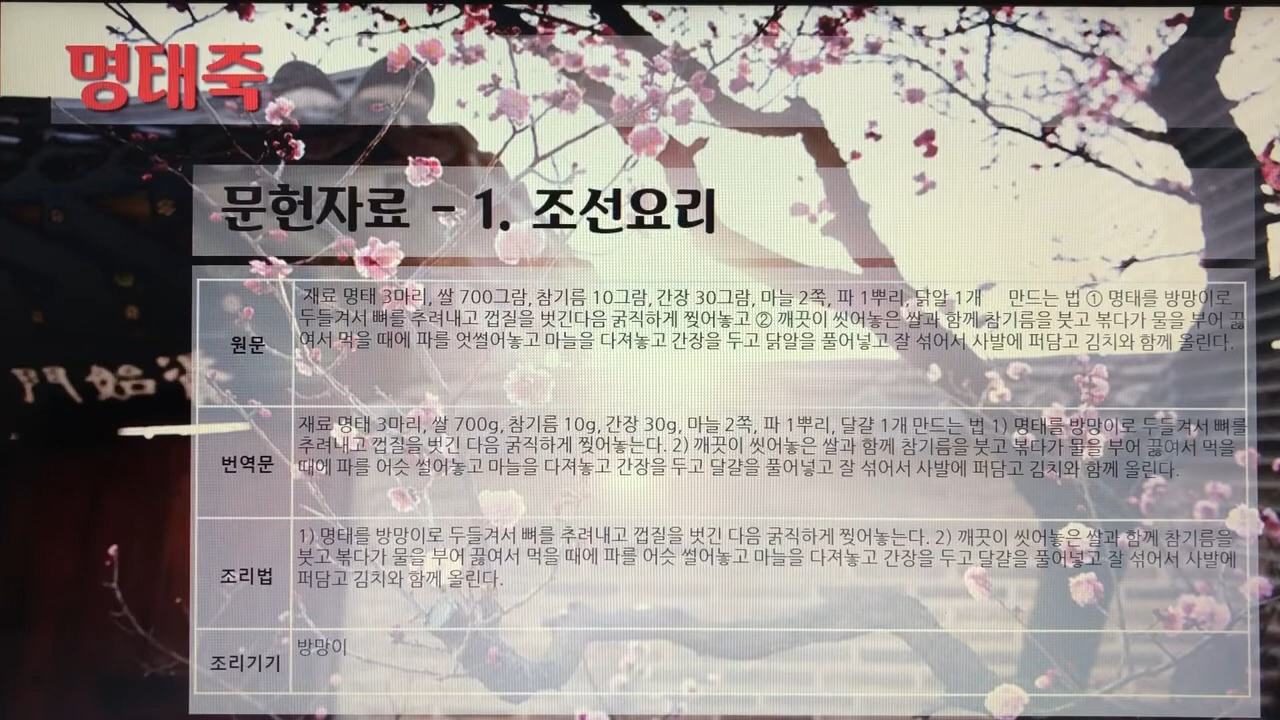 명태죽
문헌자료 - 1. 조선요리
원문
재료 명태 3마리, 쌀 700그람, 참기름 10그람, 간장 30그람, 마늘 2쪽, 파 1뿌리, 닭알 1개 만드는 법 ① 명태를 방망이로
두들겨서 뼈를 추려내고 껍질을 벗긴다음 굵직하게 찢어놓고 ② 깨끗이 씻어놓은 쌀과 함께 참기름을 붓고 볶다가 물을 부어 끓
여서 먹을 때에 파를 엇썰어놓고 마늘을 다져놓고 간장을 두고 닭알을 풀어넣고 잘 섞어서 사발에 퍼담고 김치와 함께 올린다.
번역문
재료 명태 3마리, 쌀 700g, 참기름 10g, 간장 30g, 마늘 2쪽, 파 1뿌리, 달걀 1개 만드는 법 1) 명태를 방망이로 두들겨서 뼈를
추려내고 껍질을 벗긴 다음 굵직하게 찢어놓는다. 2) 깨끗이 씻어놓은 쌀과 함께 참기름을 붓고 볶다가 물을 부어 끓여서 먹을
때에 파를 어슷 썰어놓고 마늘을 다져놓고 간장을 두고 달걀을 풀어넣고 잘 섞어서 사발에 퍼담고 김치와 함께 올린다.
조리법
1) 명태를 방망이로 두들겨서 뼈를 추려내고 껍질을 벗긴 다음 굵직하게 찢어놓는다. 2) 깨끗이 씻어놓은 쌀과 함께 참기름을
붓고 볶다가 물을 부어 끓여서 먹을 때에 파를 어슷 썰어놓고 마늘을 다져놓고 간장을 두고 달걀을 풀어넣고 잘 섞어서 사발에
퍼담고 김치와 함께 올린다.
조리기기
방망이
門始